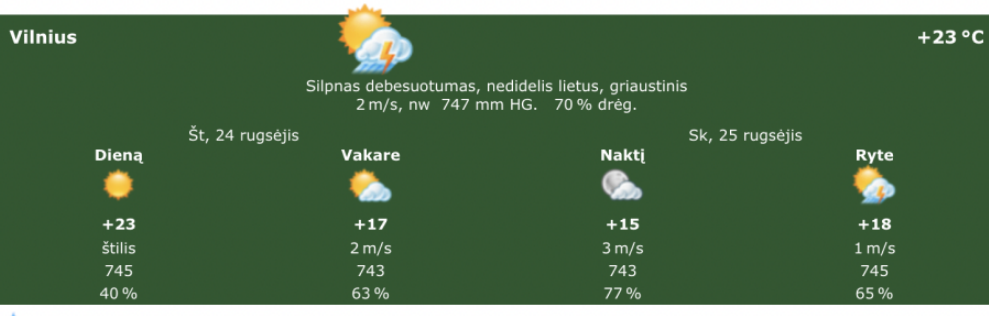 Vilnius
+23 °C
Silpnas debesuotumas, nedidelis lietus, griaustinis
2 m/s, nw 747 mm HG. 70 % drėg.
Št, 24 rugsėjis Sk, 25 rugsėjis
Dieną Vakare Naktį Ryte
+23 +17 +15 +18
štilis 2 m/s 3 m/s 1 m/s
745 743 743 745
40 % 63 % 77 % 65 %